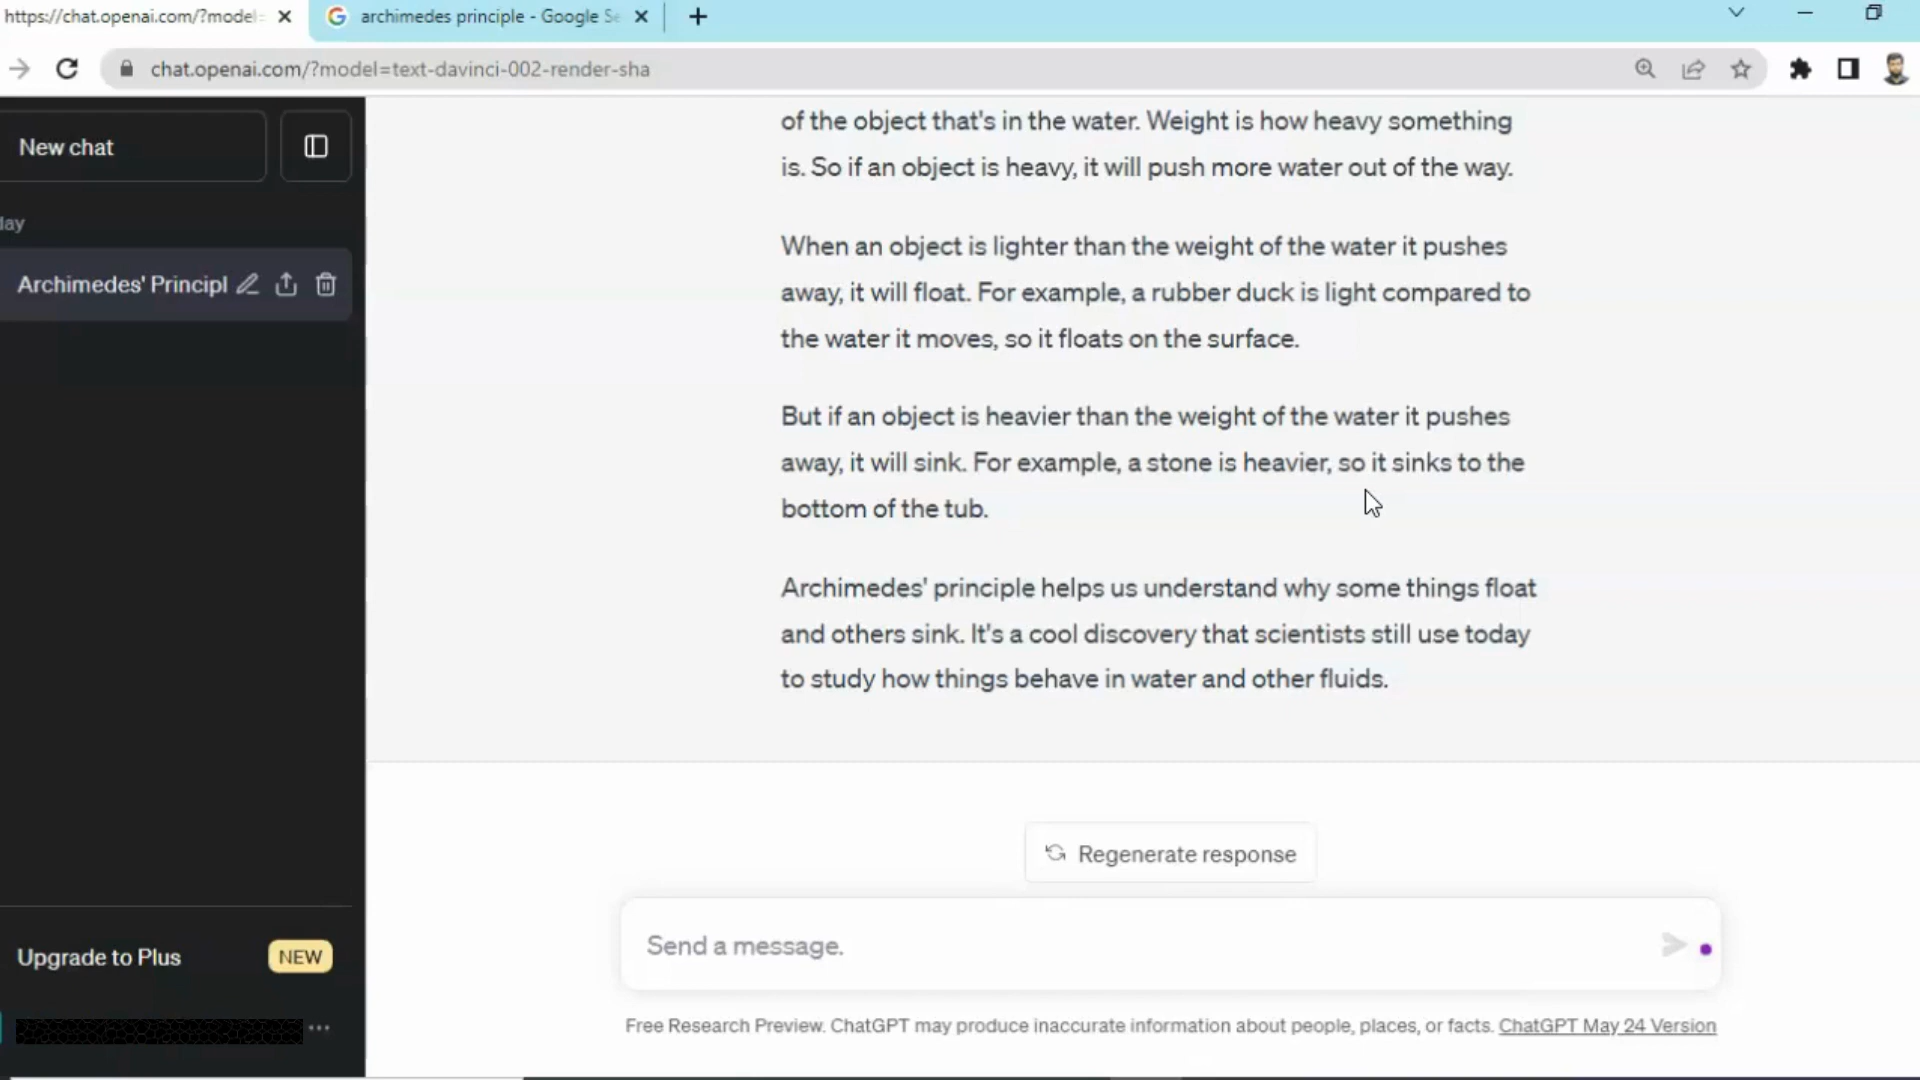 https://chat.openai.com/?model=
archimedes principle - Google Se
chat.openai.com/?model=text-davinci-002-render-sha
New chat
day
Archimedes' Principl
of the object that's in the water. Weight is how heavy something
is. So if an object is heavy, it will push more water out of the way.
When an object is lighter than the weight of the water it pushes
away, it will float. For example, a rubber duck is light compared to
the water it moves, so it floats on the surface.
But if an object is heavier than the weight of the water it pushes
away, it will sink. For example, a stone is heavier, so it sinks to the
bottom of the tub.
Archimedes' principle helps us understand why some things float
and others sink. It's a cool discovery that scientists still use today
to study how things behave in water and other fluids.
Regenerate response
Send a message.
Upgrade to Plus NEW
Free Research Preview. ChatGPT may produce inaccurate information about people, places, or facts. ChatGPT May 24 Version